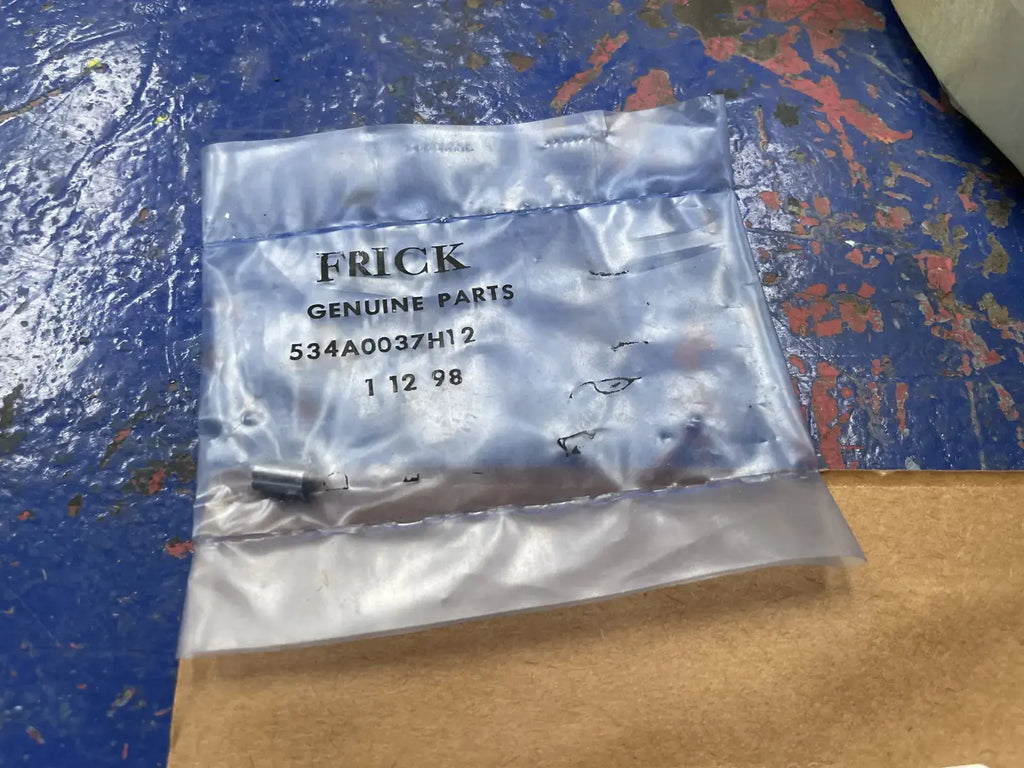 FRICK
GENUINE PARTS
534A0037H12
1 12 98